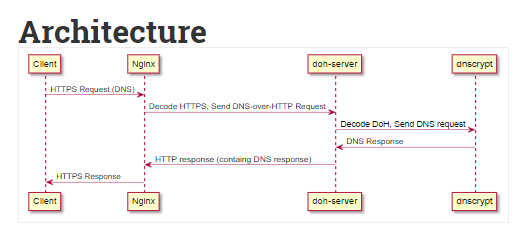 Architecture
Client Nginx doh-server dnscrypt
HTTPS Request (DNS)
Decode HTTPS, Send DNS-over-HTTP Request
Decode DoH, Send DNS request
DNS Response
HTTP response (containg DNS response)
HTTPS Response
Client Nginx doh-server dnscrypt